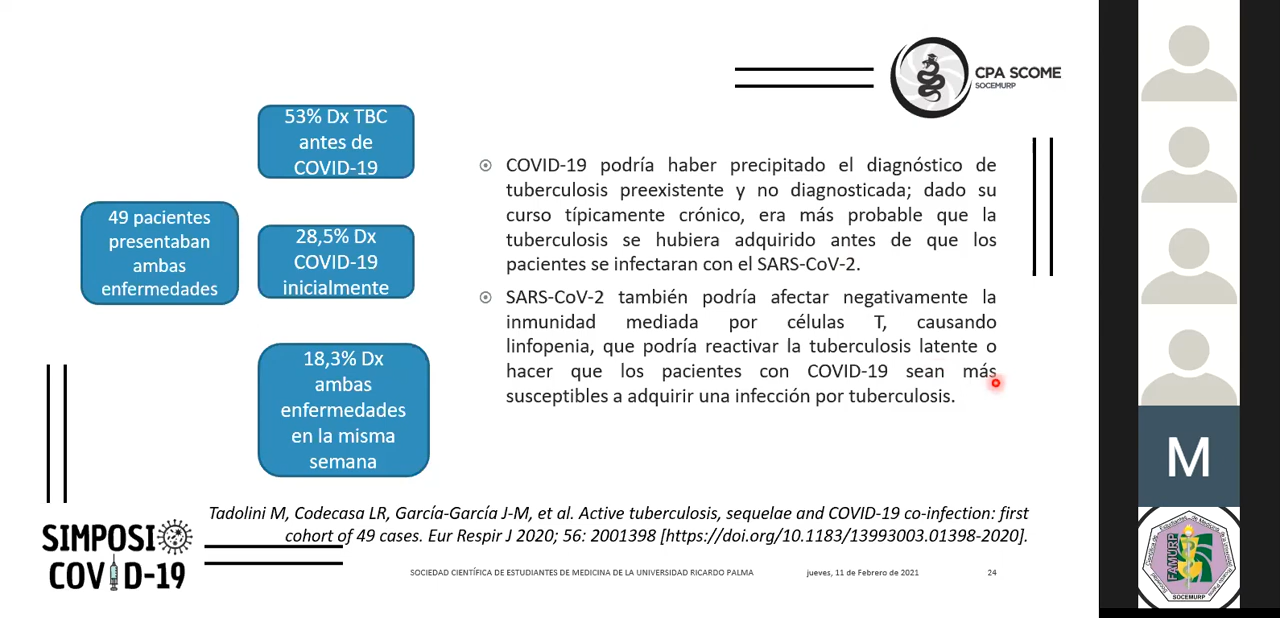 CPA SCOME
SOCEMURP
53% Dx TBC
antes de
COVID-19
49 pacientes
presentaban
ambas
enfermedades
28,5% Dx
COVID-19
inicialmente
18,3% Dx
ambas
enfermedades
en la misma
semana
COVID-19 podría haber precipitado el diagnóstico de
tuberculosis preexistente y no diagnosticada; dado su
curso típicamente crónico, era más probable que la
tuberculosis se hubiera adquirido antes de que los
pacientes se infectaran con el SARS-CoV-2.
SARS-CoV-2 también podría afectar negativamente la
inmunidad mediada por células T, causando
linfopenia, que podría reactivar la tuberculosis latente o
hacer que los pacientes con COVID-19 sean más
susceptibles a adquirir una infección por tuberculosis.
Tadolini M, Codecasa LR, García-García J-M, et al. Active tuberculosis, sequelae and COVID-19 co-infection: first
cohort of 49 cases. Eur Respir J 2020; 56: 2001398 [https://doi.org/10.1183/13993003.01398-2020].
SIMPOSI
COV D-19
SOCIEDAD CIENTÍFICA DE ESTUDIANTES DE MEDICINA DE LA UNIVERSIDAD RICARDO PALMA
jueves, 11 de Febrero de 2021
24
M
FAMURP
SOCEMURP